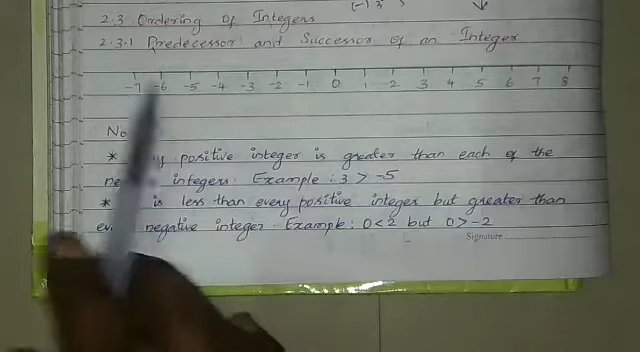 2.3 Ordering Of Integers
2.3.1 Predecessor and Successor of an Integer
-7 -6 -5 -4 -3 -2 -1 0 1 2 3 4 5 6 7 8
* positive integer is greater than each of the
integers. Example : 3 > -5
* is less than every positive integer but greater than
negative integer. Example : 0 < 2 but 0 > -2
Signature